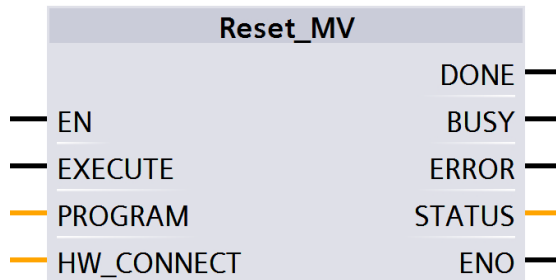 Reset_MV
DONE
EN BUSY
EXECUTE ERROR
PROGRAM STATUS
HW_CONNECT ENO